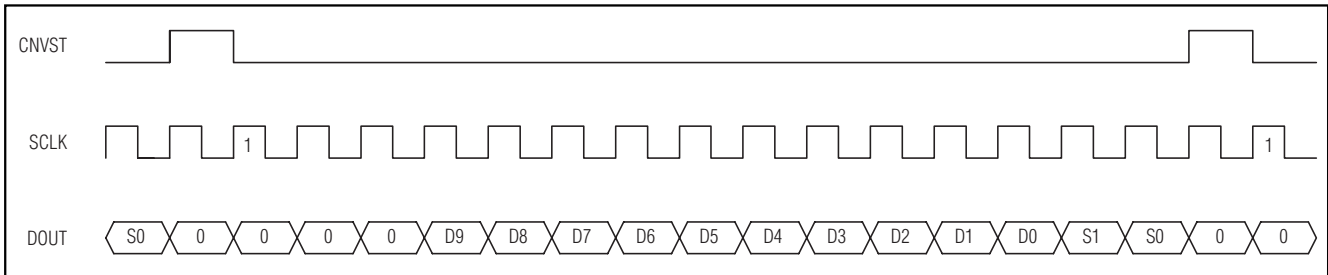 CNVST
SCLK 1 1
DOUT S0 0 0 0 0 D9 D8 D7 D6 D5 D4 D3 D2 D1 D0 S1 S0 0 0